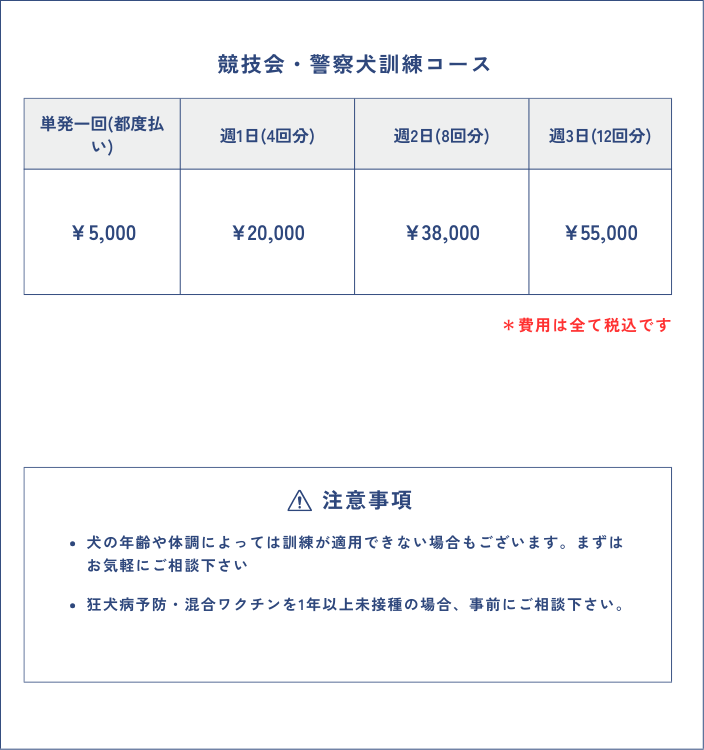 競技会・警察犬訓練コース
単発一回(都度払
い)
週1日(4回分)
週2日(8回分)
週3日(12回分)
￥5,000
￥20,000
￥38,000
￥55,000
＊費用は全て税込です
注意事項
• 犬の年齢や体調によっては訓練が適用できない場合もございます。まずは
お気軽にご相談下さい
• 狂犬病予防・混合ワクチンを1年以上未接種の場合、事前にご相談下さい。